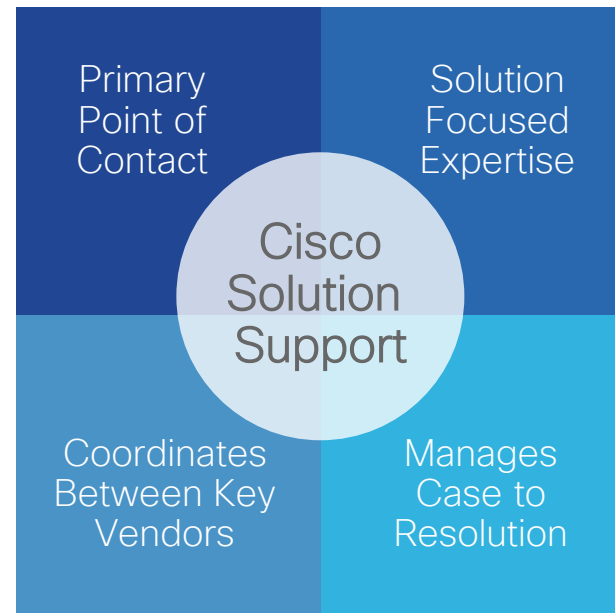 Primary
Point of
Contact
Solution
Focused
Expertise
Cisco
Solution
Support
Coordinates
Between Key
Vendors
Manages
Case to
Resolution